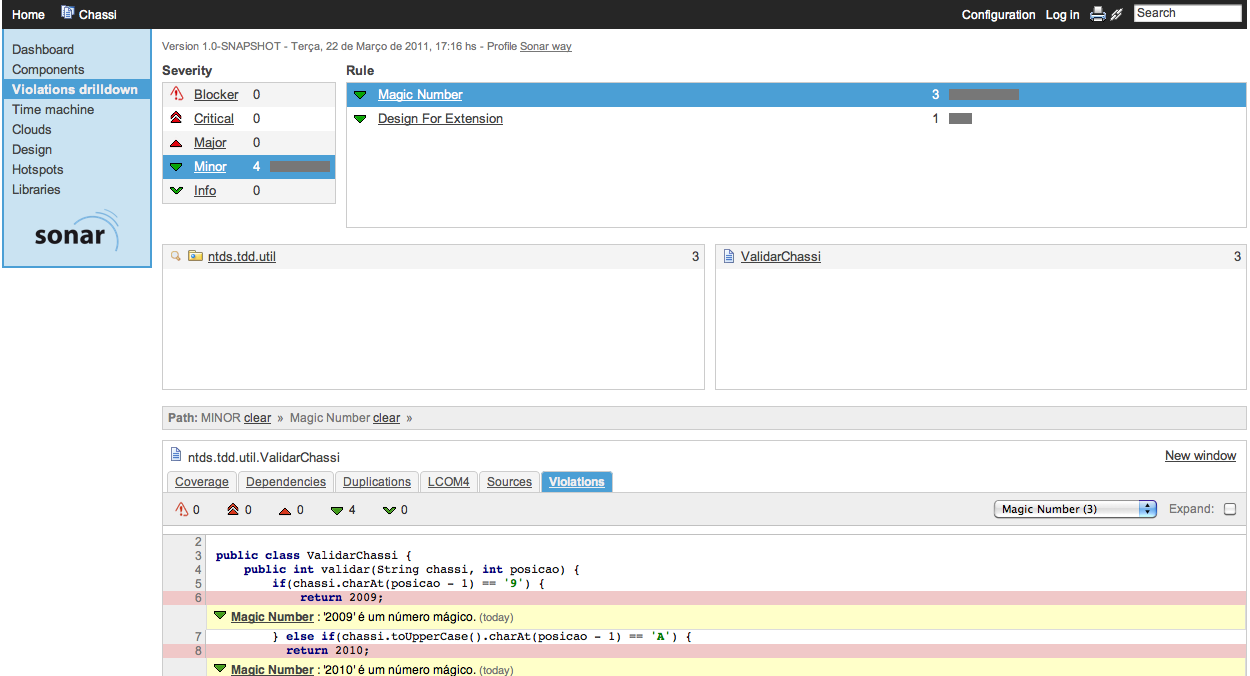 Home Chassi Configuration Log in Search
Dashboard
Components
Violations drilldown
Time machine
Clouds
Design
Hotspots
Libraries
sonar
Version 1.0-SNAPSHOT - Terça, 22 de Março de 2011, 17:16 hs - Profile Sonar way
Severity
Blocker 0
Critical 0
Major 0
Minor 4
Info 0
Rule
Magic Number 3
Design For Extension 1
ntds.tdd.util 3
ValidarChassi 3
Path: MINOR clear » Magic Number clear »
ntds.tdd.util.ValidarChassi New window
Coverage Dependencies Duplications LCOM4 Sources Violations
0 0 0 4 0 Magic Number (3) Expand:
2
3 public class ValidarChassi {
4 public int validar(String chassi, int posicao) {
5 if(chassi.charAt(posicao - 1) == '9') {
6 return 2009;
Magic Number : '2009' é um número mágico. (today)
7 } else if(chassi.toUpperCase().charAt(posicao - 1) == 'A') {
8 return 2010;
Magic Number : '2010' é um número mágico. (today)